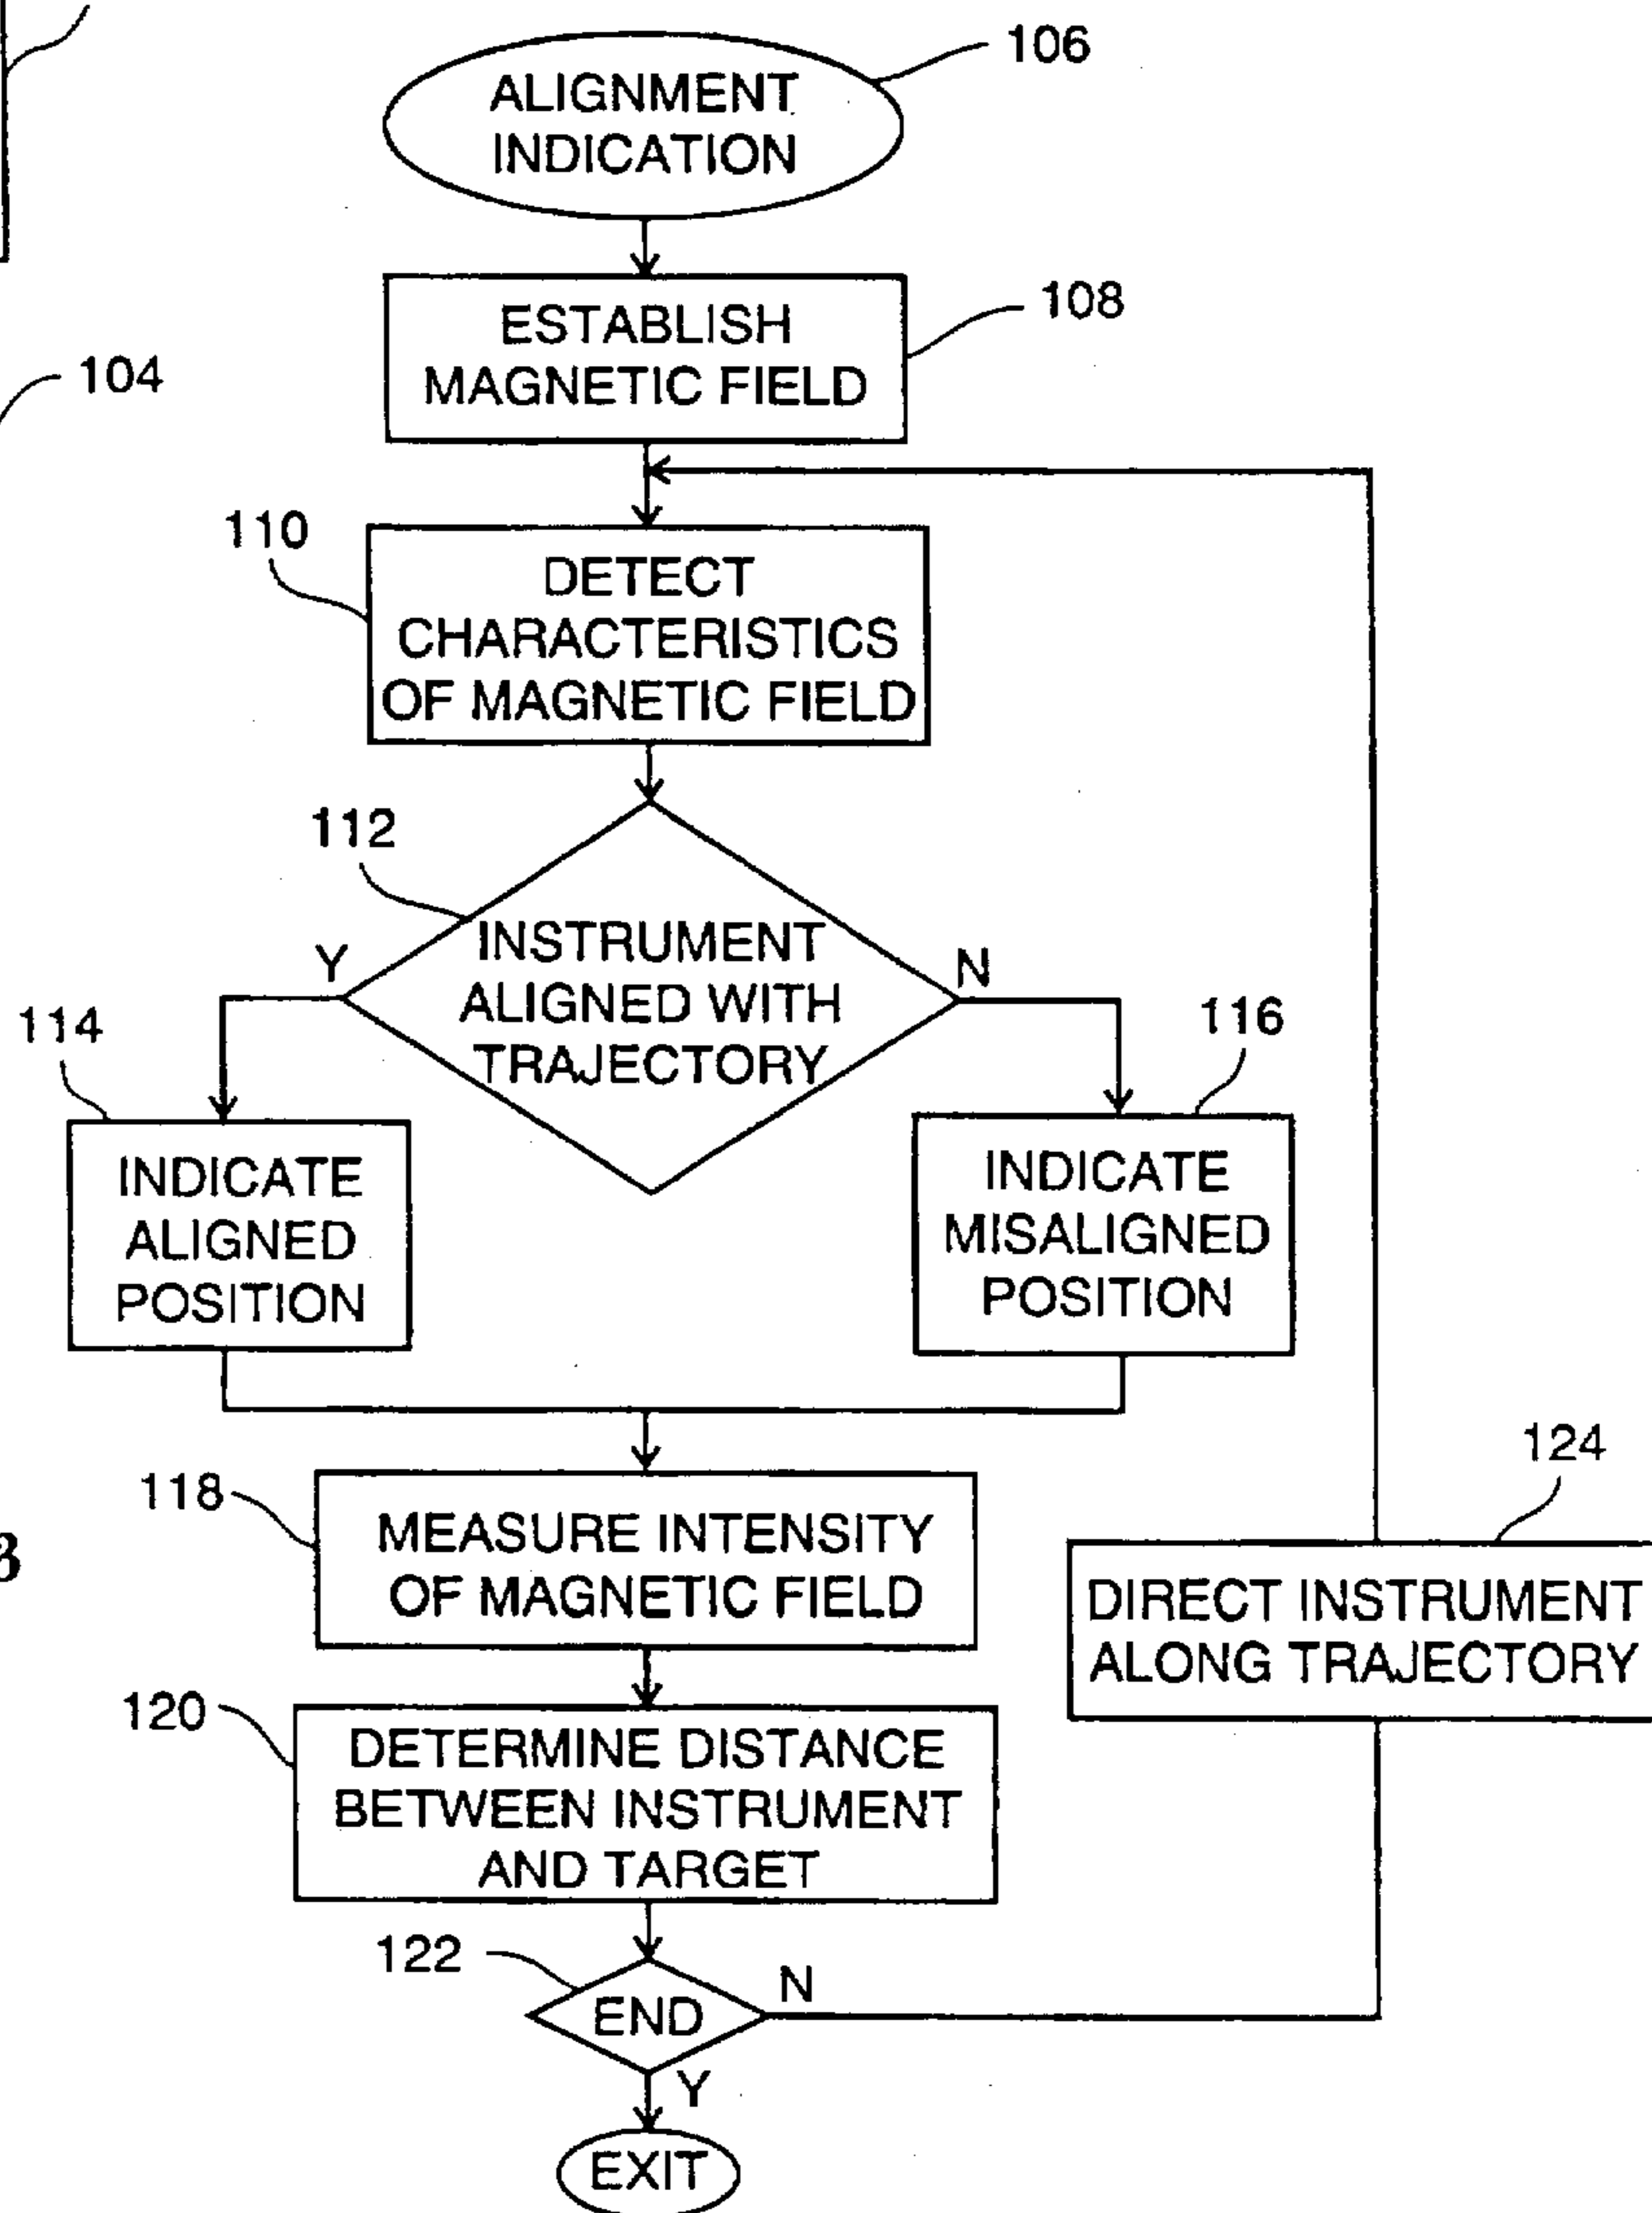 106
ALIGNMENT
INDICATION
108
ESTABLISH
MAGNETIC FIELD
104
110
DETECT
CHARACTERISTICS
OF MAGNETIC FIELD
112
INSTRUMENT
ALIGNED WITH
TRAJECTORY
Y
N
114
116
INDICATE
ALIGNED
POSITION
INDICATE
MISALIGNED
POSITION
118
MEASURE INTENSITY
OF MAGNETIC FIELD
124
DIRECT INSTRUMENT
ALONG TRAJECTORY
120
DETERMINE DISTANCE
BETWEEN INSTRUMENT
AND TARGET
122
END
N
Y
EXIT